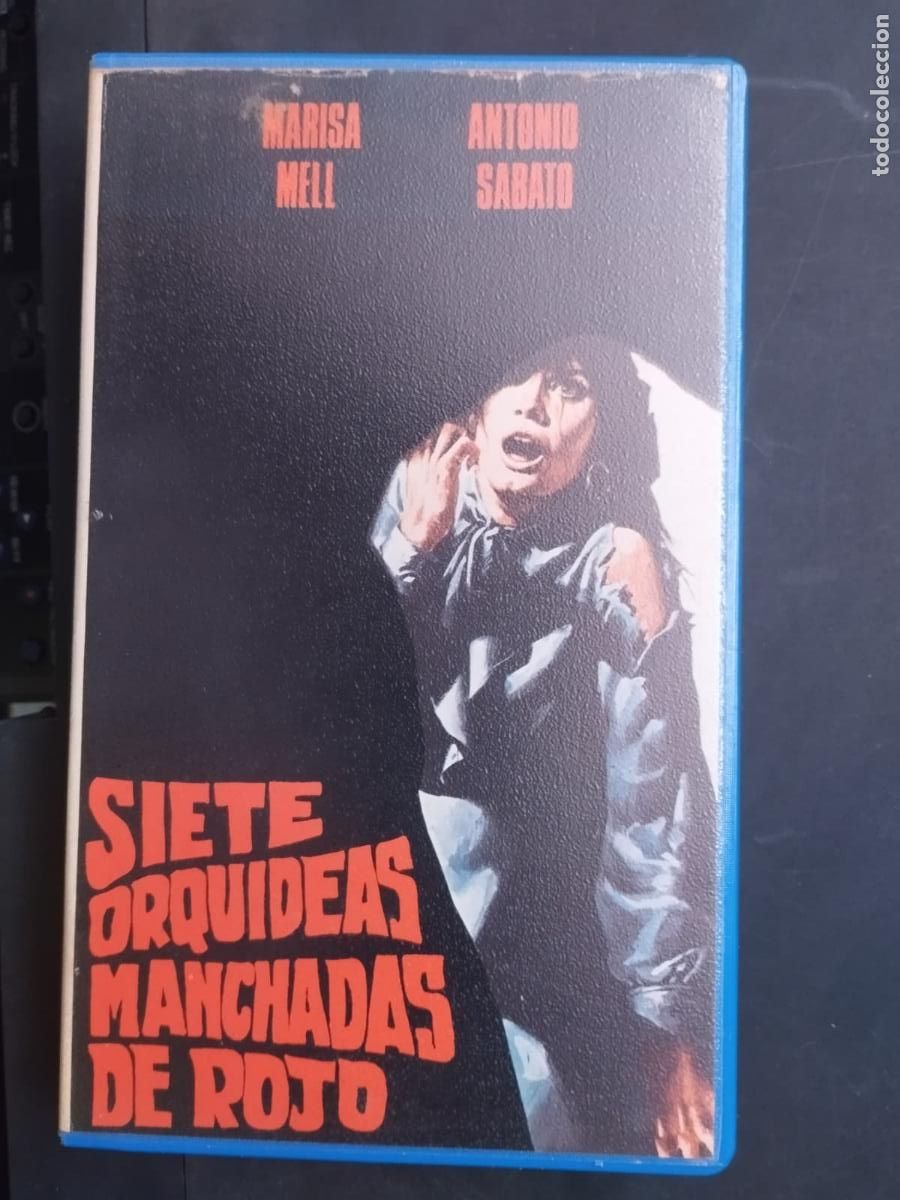 MARISA
MELL
ANTONIO
SABATO
SIETE
ORQUIDEAS
MANCHADAS
DE ROJO
todocoleccion